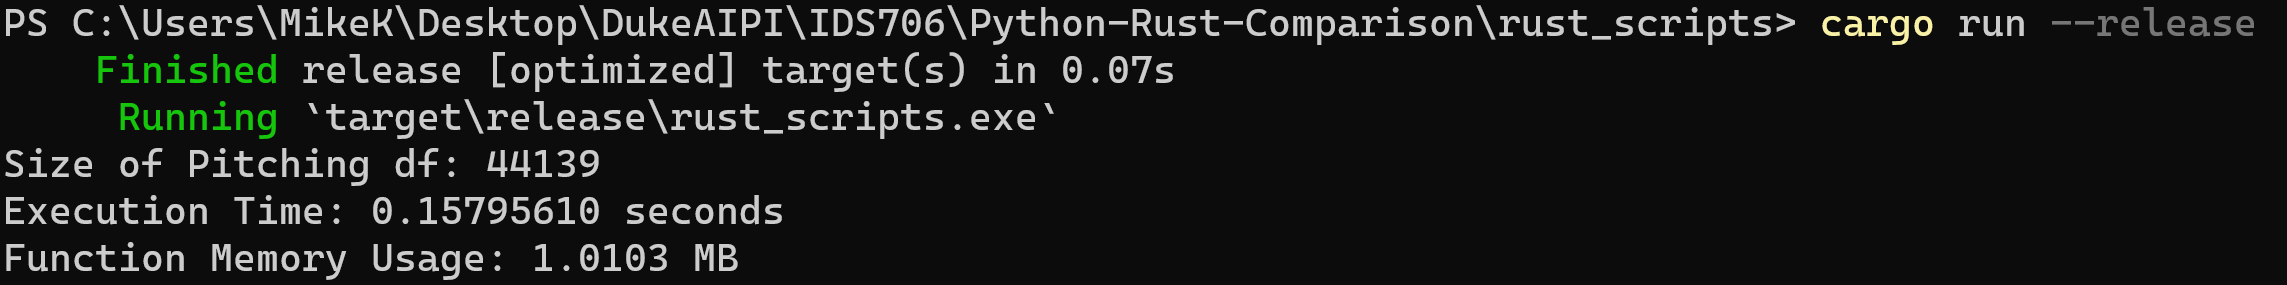 PS C:\Users\MikeK\Desktop\DukeAIPI\IDS706\Python-Rust-Comparison\rust_scripts> cargo run --release
    Finished release [optimized] target(s) in 0.07s
     Running `target\release\rust_scripts.exe`
Size of Pitching df: 44139
Execution Time: 0.15795610 seconds
Function Memory Usage: 1.0103 MB